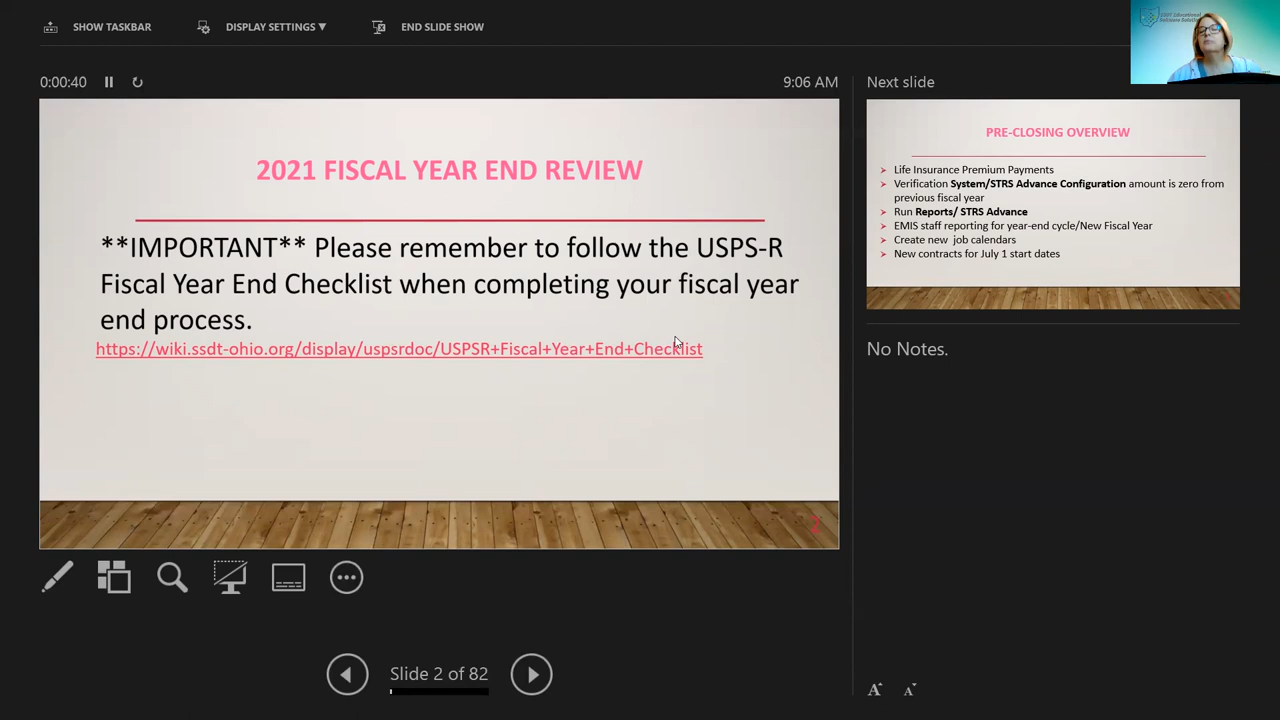 SHOW TASKBAR
DISPLAY SETTINGS ▼
END SLIDE SHOW
0:00:40
9:06 AM
2021 FISCAL YEAR END REVIEW
**IMPORTANT** Please remember to follow the USPS-R
Fiscal Year End Checklist when completing your fiscal year
end process.
https://wiki.ssdt-ohio.org/display/uspsrdoc/USPSR+Fiscal+Year+End+Checklist
2
Slide 2 of 82
Next slide
PRE-CLOSING OVERVIEW
Life Insurance Premium Payments
Verification System/STRS Advance Configuration amount is zero from
previous fiscal year
Run Reports/ STRS Advance
EMIS staff reporting for year-end cycle/New Fiscal Year
Create new job calendars
New contracts for July 1 start dates
No Notes.
A A